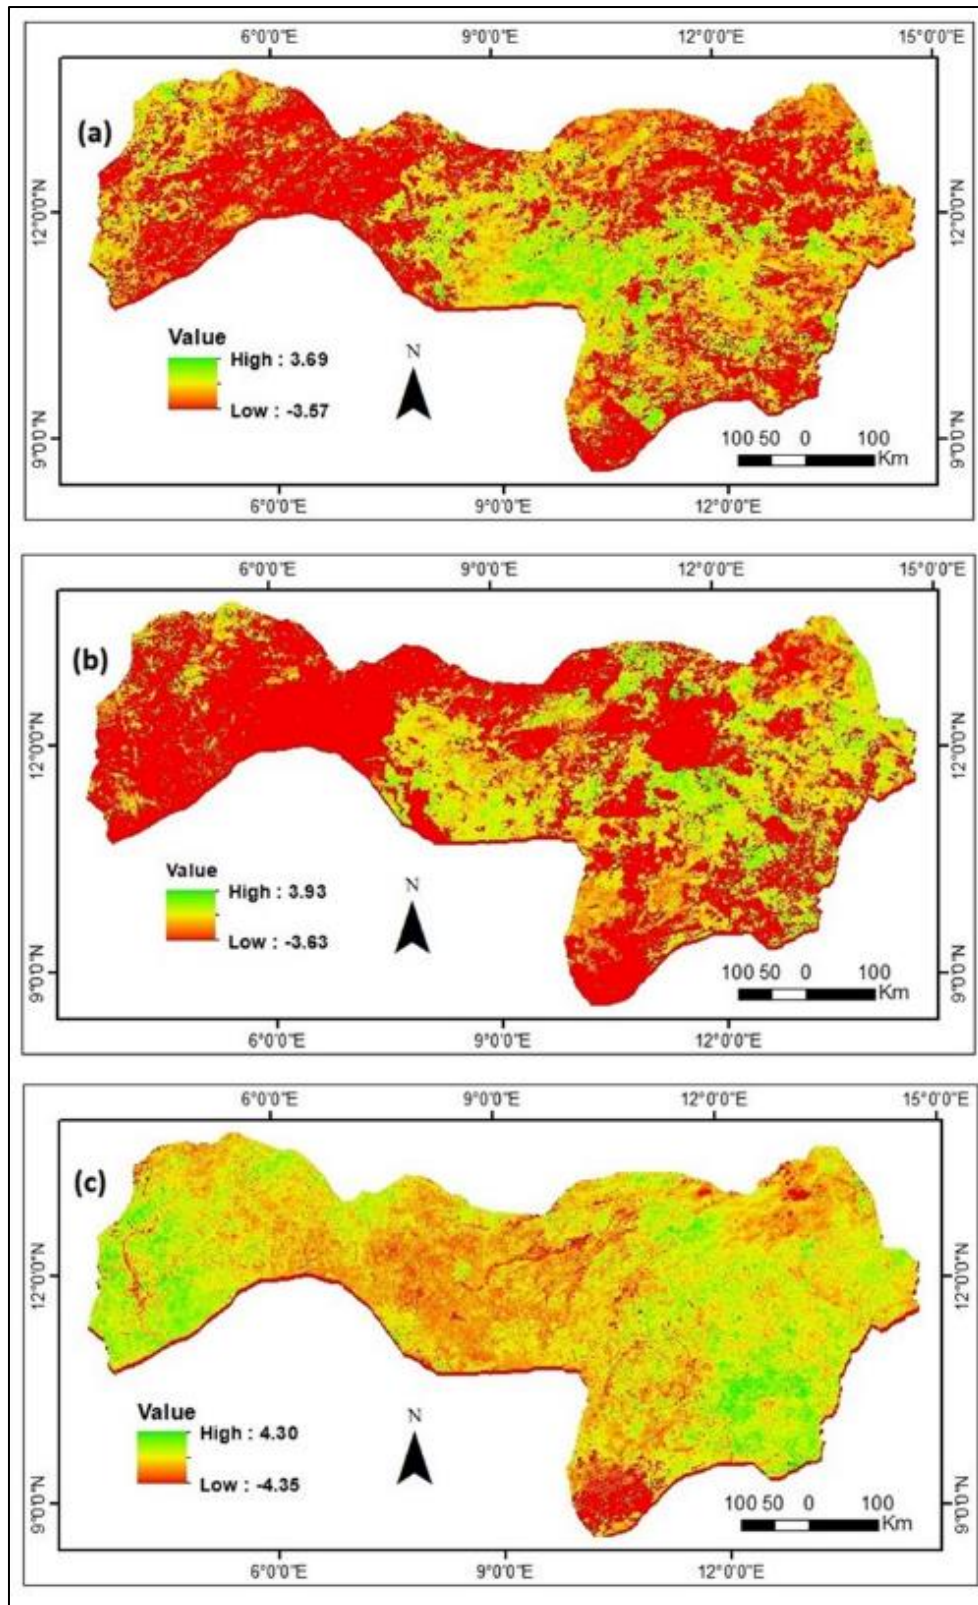 6°0'0"E 9°0'0"E 12°0'0"E 15°0'0"E
(a)
12°0'0"N 12°0'0"N
Value
High : 3.69
Low : -3.57
N
9°0'0"N 9°0'0"N
100 50 0 100
Km
6°0'0"E 9°0'0"E 12°0'0"E
6°0'0"E 9°0'0"E 12°0'0"E 15°0'0"E
(b)
12°0'0"N 12°0'0"N
Value
High : 3.93
Low : -3.63
N
9°0'0"N 9°0'0"N
100 50 0 100
Km
6°0'0"E 9°0'0"E 12°0'0"E
6°0'0"E 9°0'0"E 12°0'0"E 15°0'0"E
(c)
12°0'0"N 12°0'0"N
Value
High : 4.30
Low : -4.35
N
9°0'0"N 9°0'0"N
100 50 0 100
Km
6°0'0"E 9°0'0"E 12°0'0"E